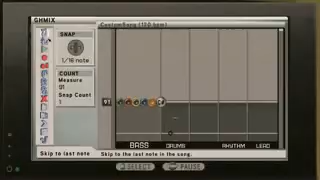 GHMIX
CustomSong (120 bpm)
SNAP
1/16 note
COUNT
Measure
91
Snap Count
1
91
BASS
DRUMS
RHYTHM
LEAD
Skip to last note
Skip to the last note in the song.
SELECT
PAUSE